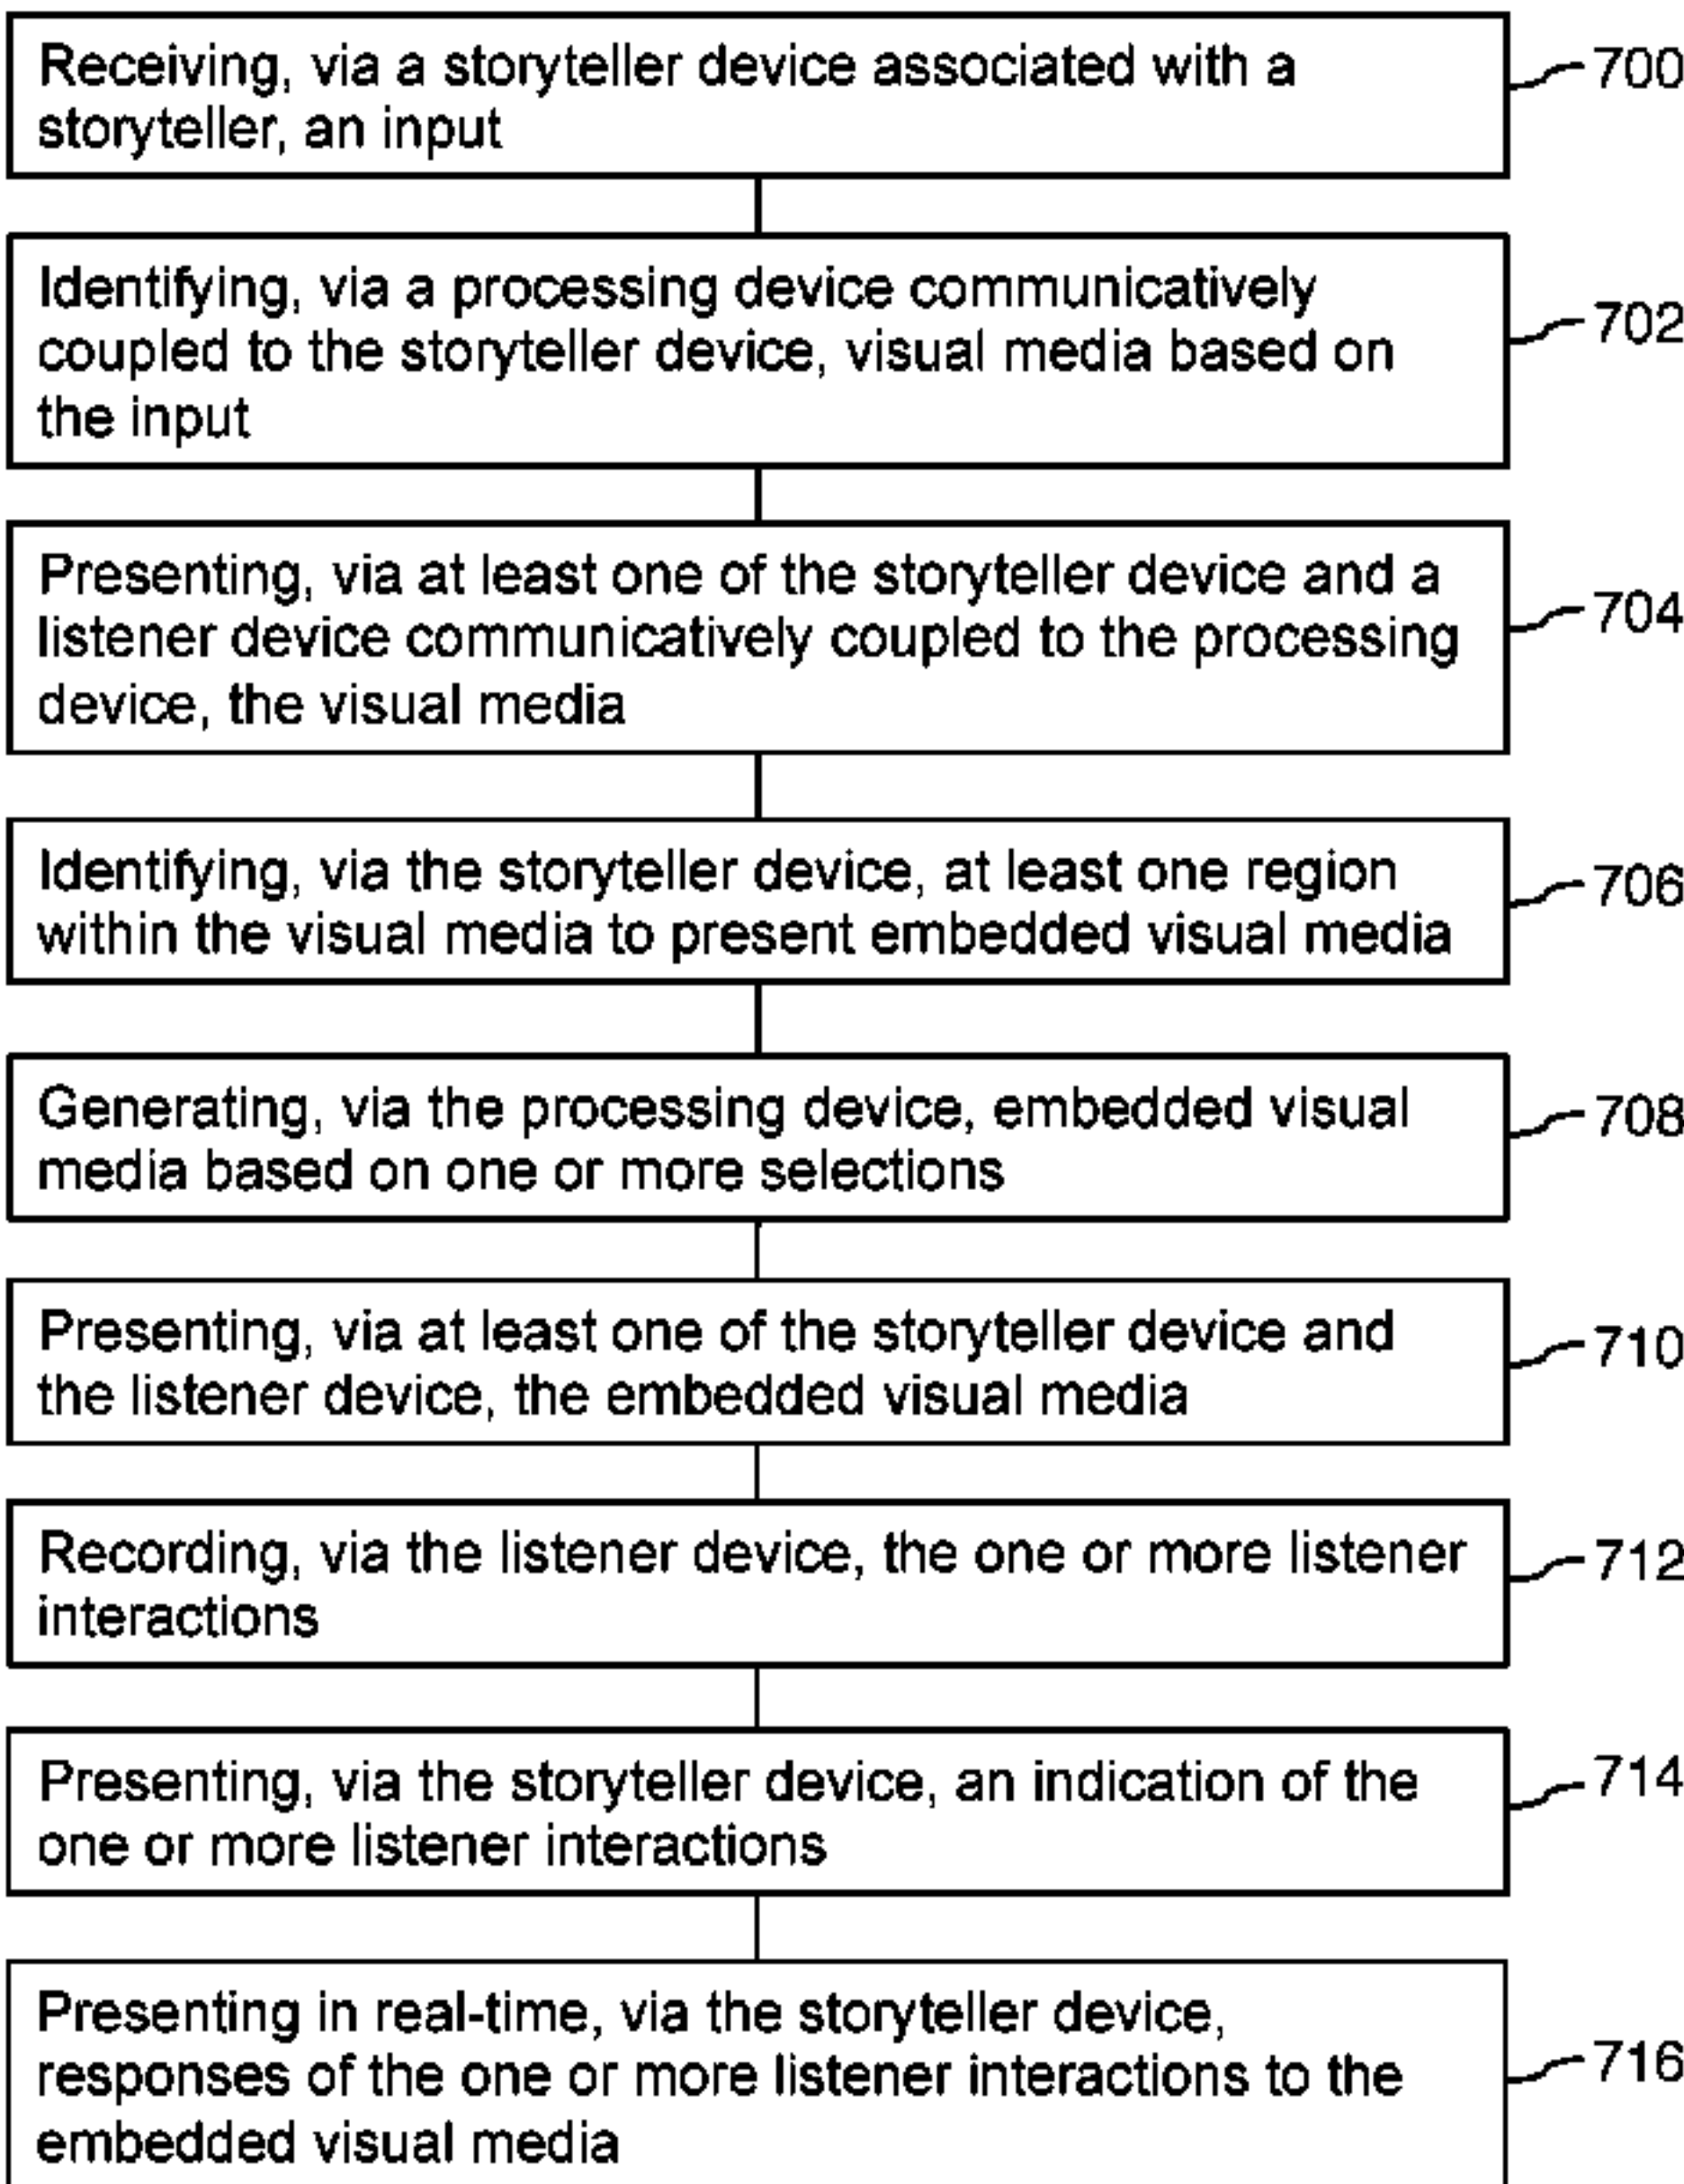 Receiving, via a storyteller device associated with a
storyteller, an input
700
Identifying, via a processing device communicatively
coupled to the storyteller device, visual media based on
the input
702
Presenting, via at least one of the storyteller device and a
listener device communicatively coupled to the processing
device, the visual media
704
Identifying, via the storyteller device, at least one region
within the visual media to present embedded visual media
706
Generating, via the processing device, embedded visual
media based on one or more selections
708
Presenting, via at least one of the storyteller device and
the listener device, the embedded visual media
710
Recording, via the listener device, the one or more listener
interactions
712
Presenting, via the storyteller device, an indication of the
one or more listener interactions
714
Presenting in real-time, via the storyteller device,
responses of the one or more listener interactions to the
embedded visual media
716